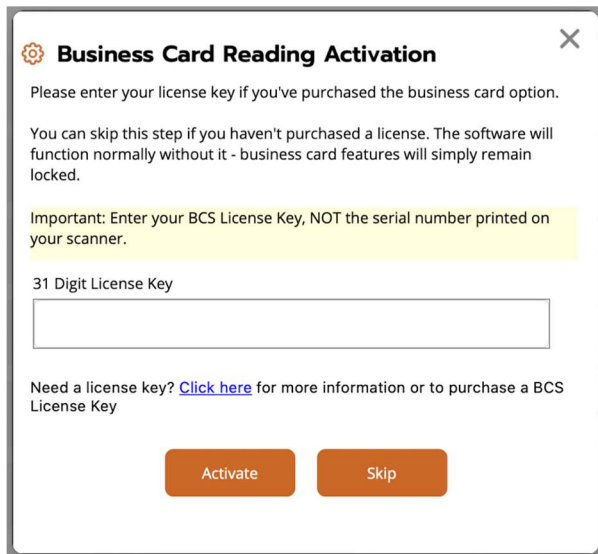 Business Card Reading Activation
Please enter your license key if you've purchased the business card option.
You can skip this step if you haven't purchased a license. The software will
function normally without it - business card features will simply remain
locked.
Important: Enter your BCS License Key, NOT the serial number printed on
your scanner.
31 Digit License Key
Need a license key? Click here for more information or to purchase a BCS
License Key
Activate Skip